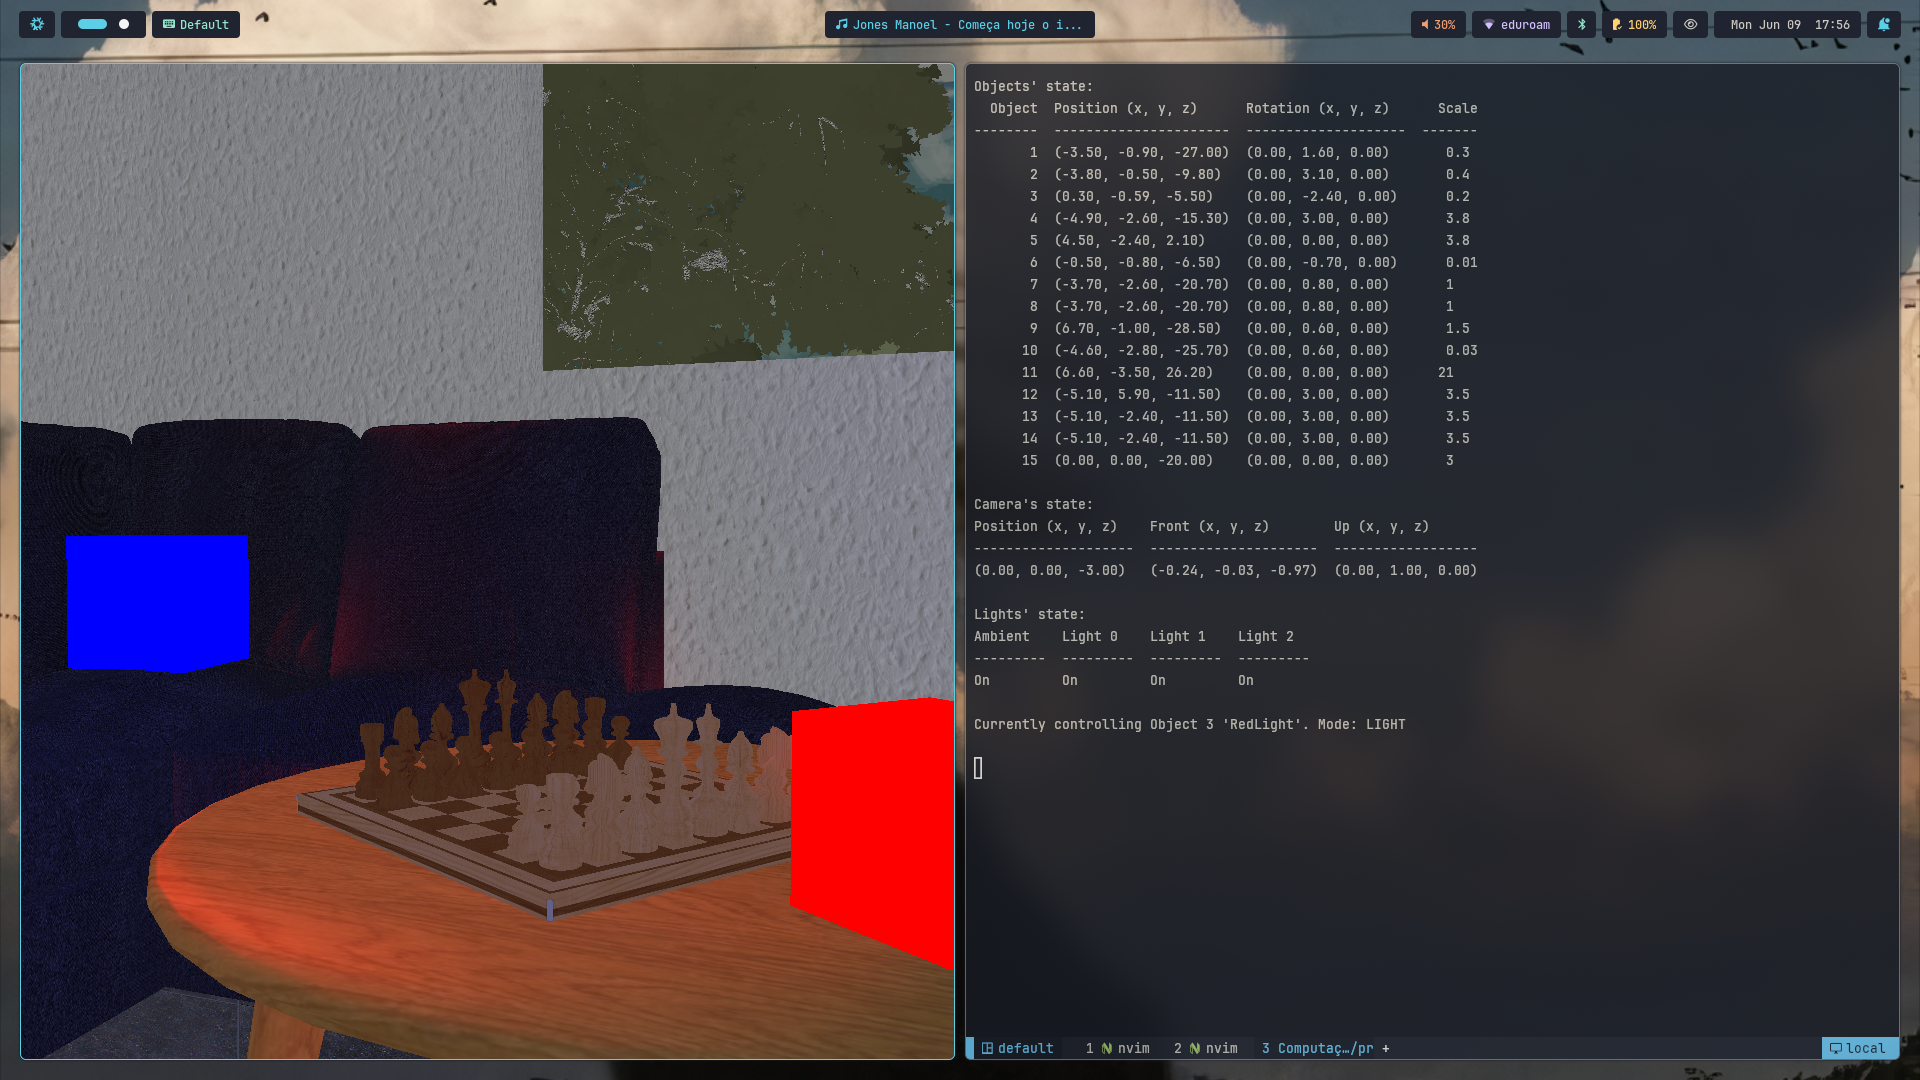 Default
Jones Manoel - Começa hoje o i...
30%
eduroam
100%
Mon Jun 09 17:56
Objects' state:
Object Position (x, y, z) Rotation (x, y, z) Scale
-------- ---------------------- -------------------- -------
1 (-3.50, -0.90, -27.00) (0.00, 1.60, 0.00) 0.3
2 (-3.80, -0.50, -9.80) (0.00, 3.10, 0.00) 0.4
3 (0.30, -0.59, -5.50) (0.00, -2.40, 0.00) 0.2
4 (-4.90, -2.60, -15.30) (0.00, 3.00, 0.00) 3.8
5 (4.50, -2.40, 2.10) (0.00, 0.00, 0.00) 3.8
6 (-0.50, -0.80, -6.50) (0.00, -0.70, 0.00) 0.01
7 (-3.70, -2.60, -20.70) (0.00, 0.80, 0.00) 1
8 (-3.70, -2.60, -20.70) (0.00, 0.80, 0.00) 1
9 (6.70, -1.00, -28.50) (0.00, 0.60, 0.00) 1.5
10 (-4.60, -2.80, -25.70) (0.00, 0.60, 0.00) 0.03
11 (6.60, -3.50, 26.20) (0.00, 0.00, 0.00) 21
12 (-5.10, 5.90, -11.50) (0.00, 3.00, 0.00) 3.5
13 (-5.10, -2.40, -11.50) (0.00, 3.00, 0.00) 3.5
14 (-5.10, -2.40, -11.50) (0.00, 3.00, 0.00) 3.5
15 (0.00, 0.00, -20.00) (0.00, 0.00, 0.00) 3
Camera's state:
Position (x, y, z) Front (x, y, z) Up (x, y, z)
-------------------- --------------------- ------------------
(0.00, 0.00, -3.00) (-0.24, -0.03, -0.97) (0.00, 1.00, 0.00)
Lights' state:
Ambient Light 0 Light 1 Light 2
--------- --------- --------- ---------
On On On On
Currently controlling Object 3 'RedLight'. Mode: LIGHT
default 1 nvim 2 nvim 3 Computaç…/pr + local